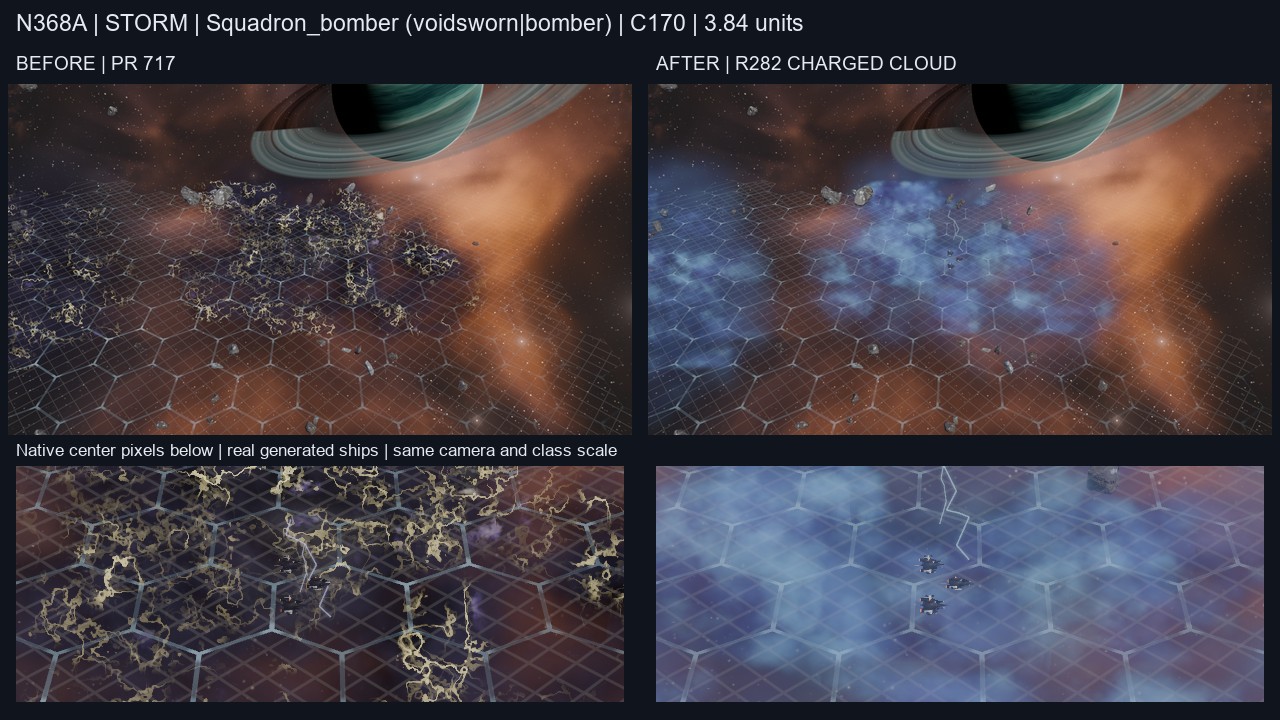 N368A | STORM | Squadron_bomber (voidsworn|bomber) | C170 | 3.84 units
BEFORE | PR 717
AFTER | R282 CHARGED CLOUD
Native center pixels below | real generated ships | same camera and class scale